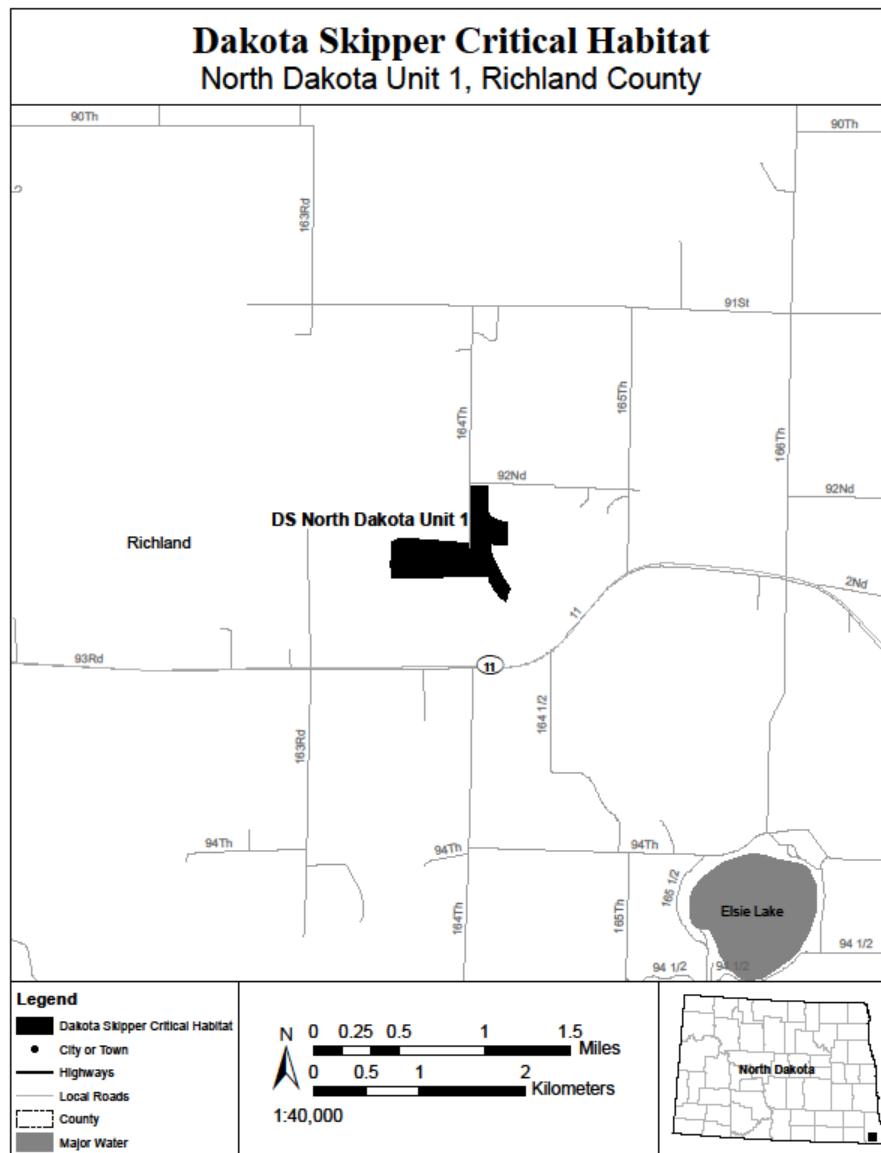 Dakota Skipper Critical Habitat
North Dakota Unit 1, Richland County
90Th
90Th
163Rd
91St
164Th
165Th
166Th
92Nd
92Nd
DS North Dakota Unit 1
Richland
2Nd
11
93Rd
11
164 1/2
163Rd
94Th
94Th
94Th
165 1/2
Elsie Lake
164Th
165Th
94 1/2
94 1/2
94 1/2
Legend
Dakota Skipper Critical Habitat
City or Town
Highways
Local Roads
County
Major Water
N
0 0.25 0.5 1 1.5
Miles
0 0.5 1 2
Kilometers
1:40,000
North Dakota